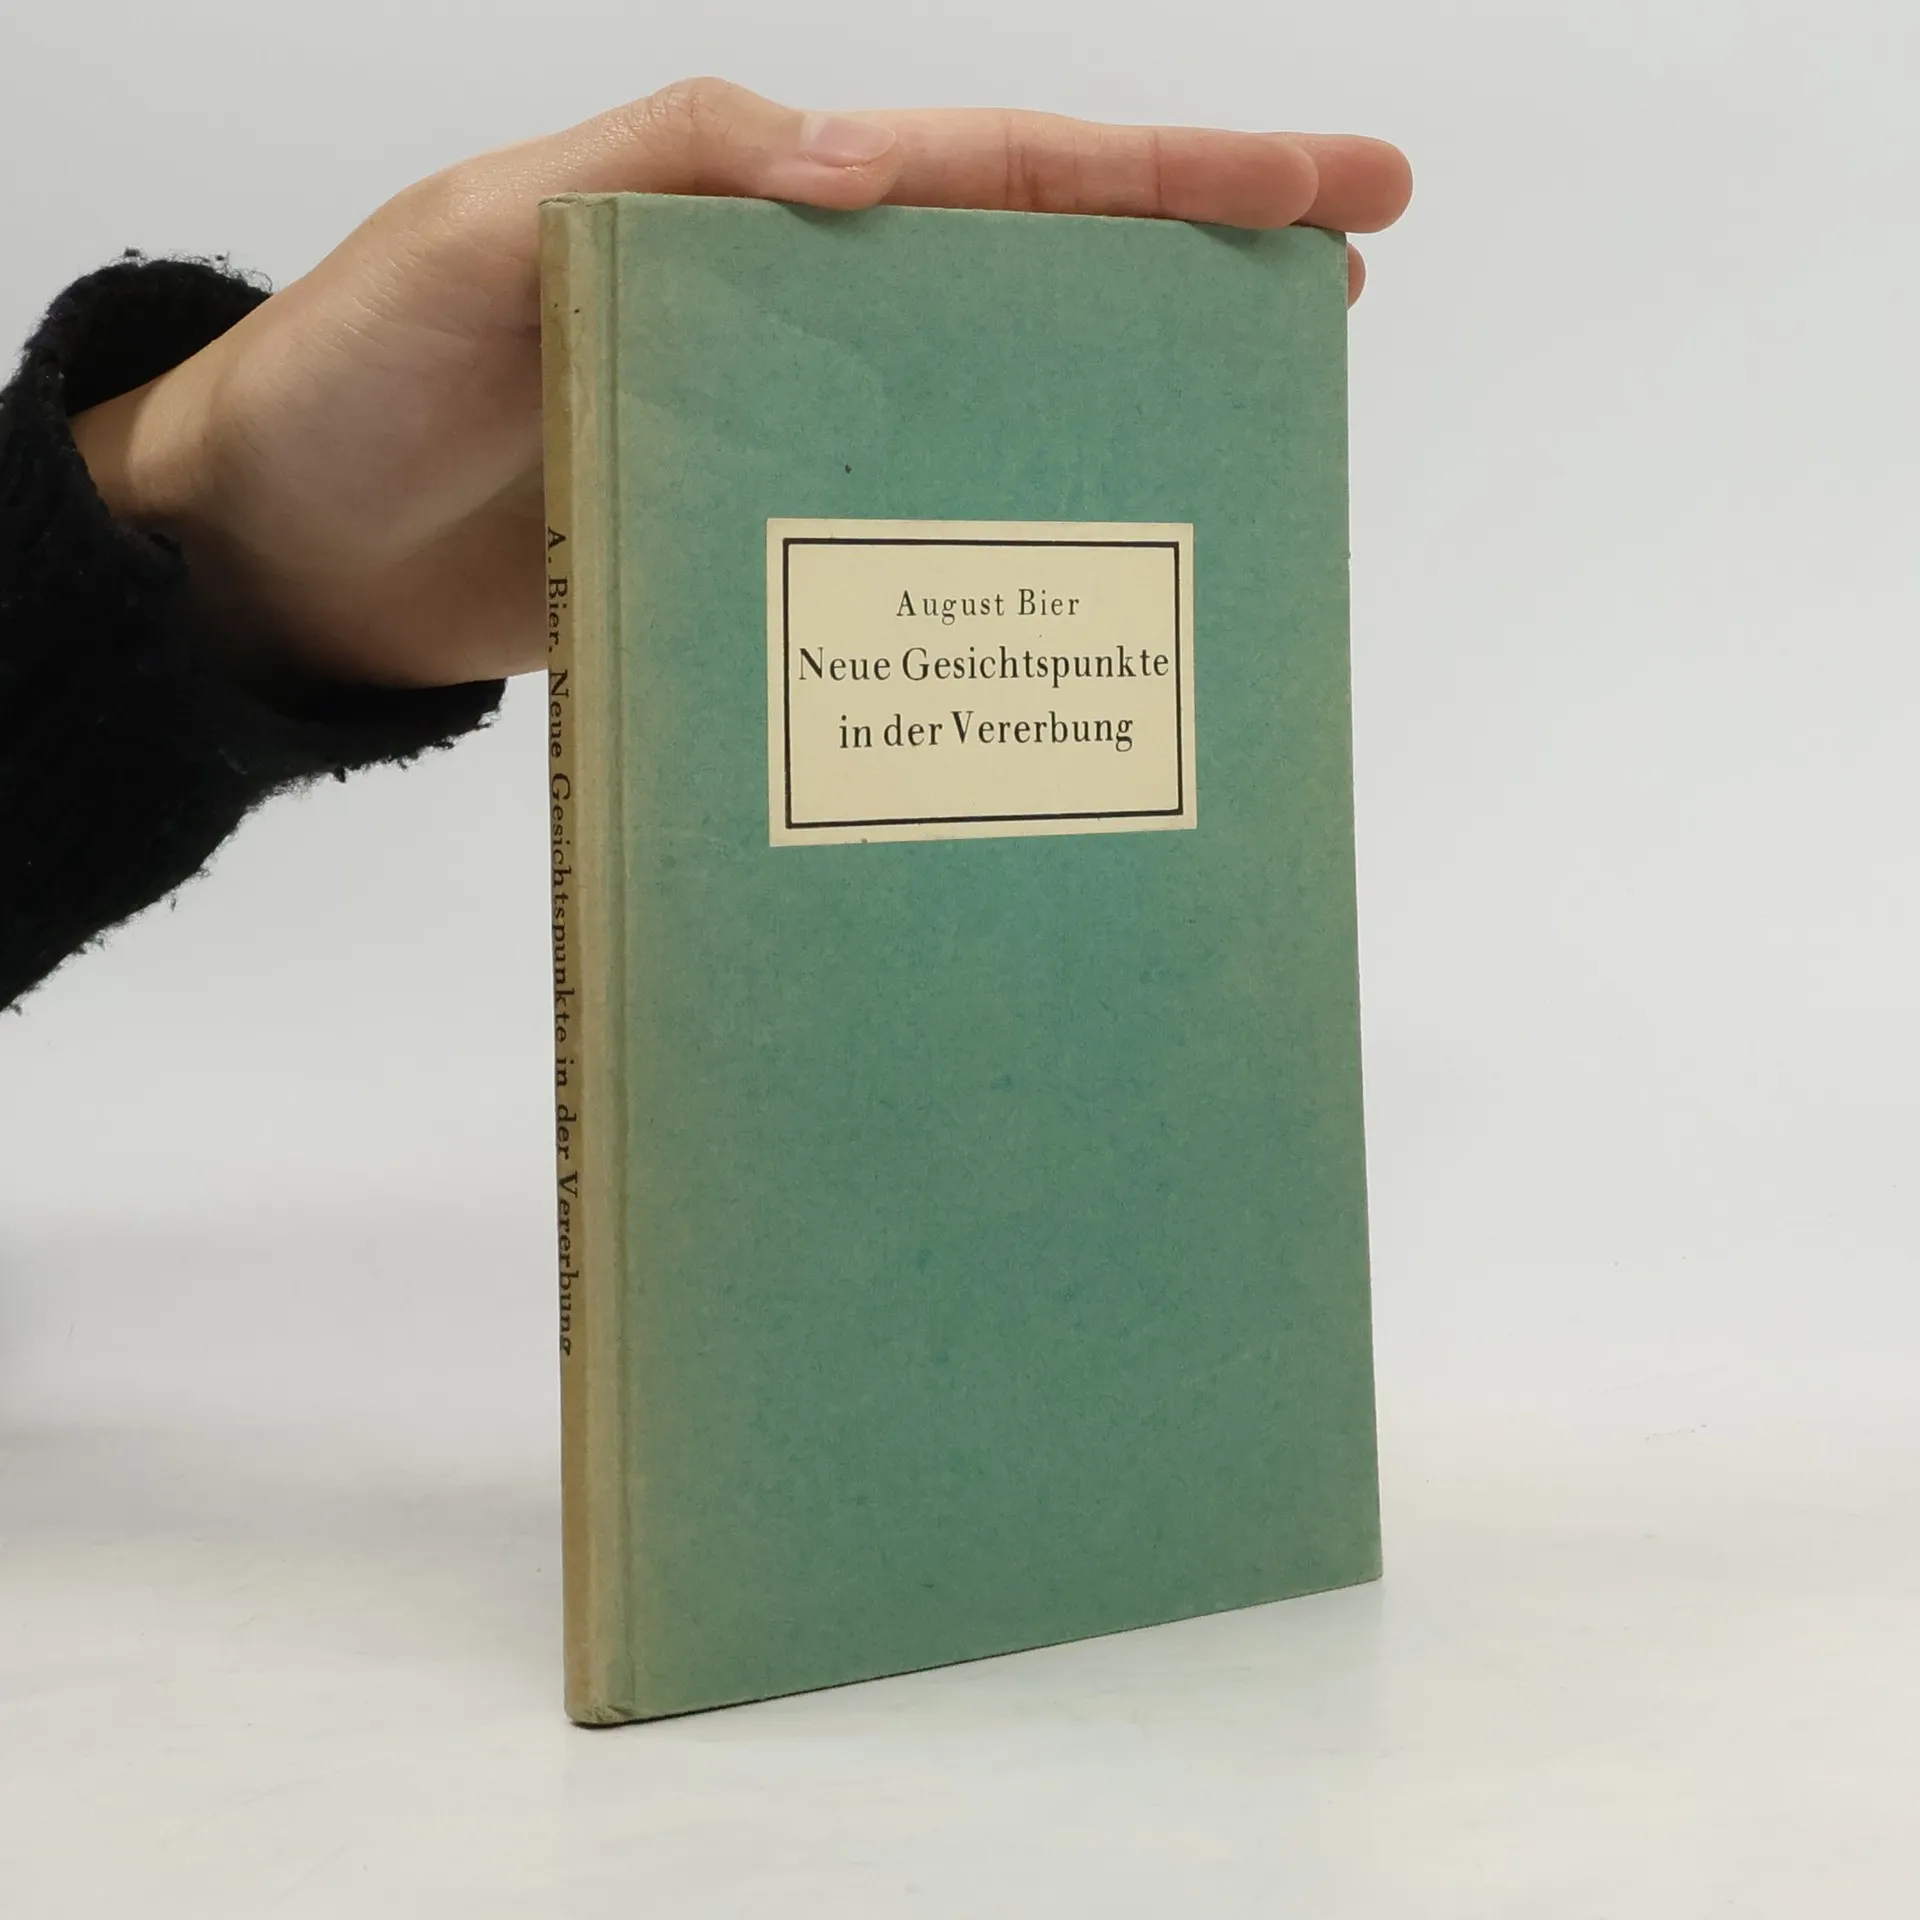 August Bier
Neue Gesichtspunkte
in der Vererbung
A. Bier. Neue Gesichtspunkte in der Vererbung